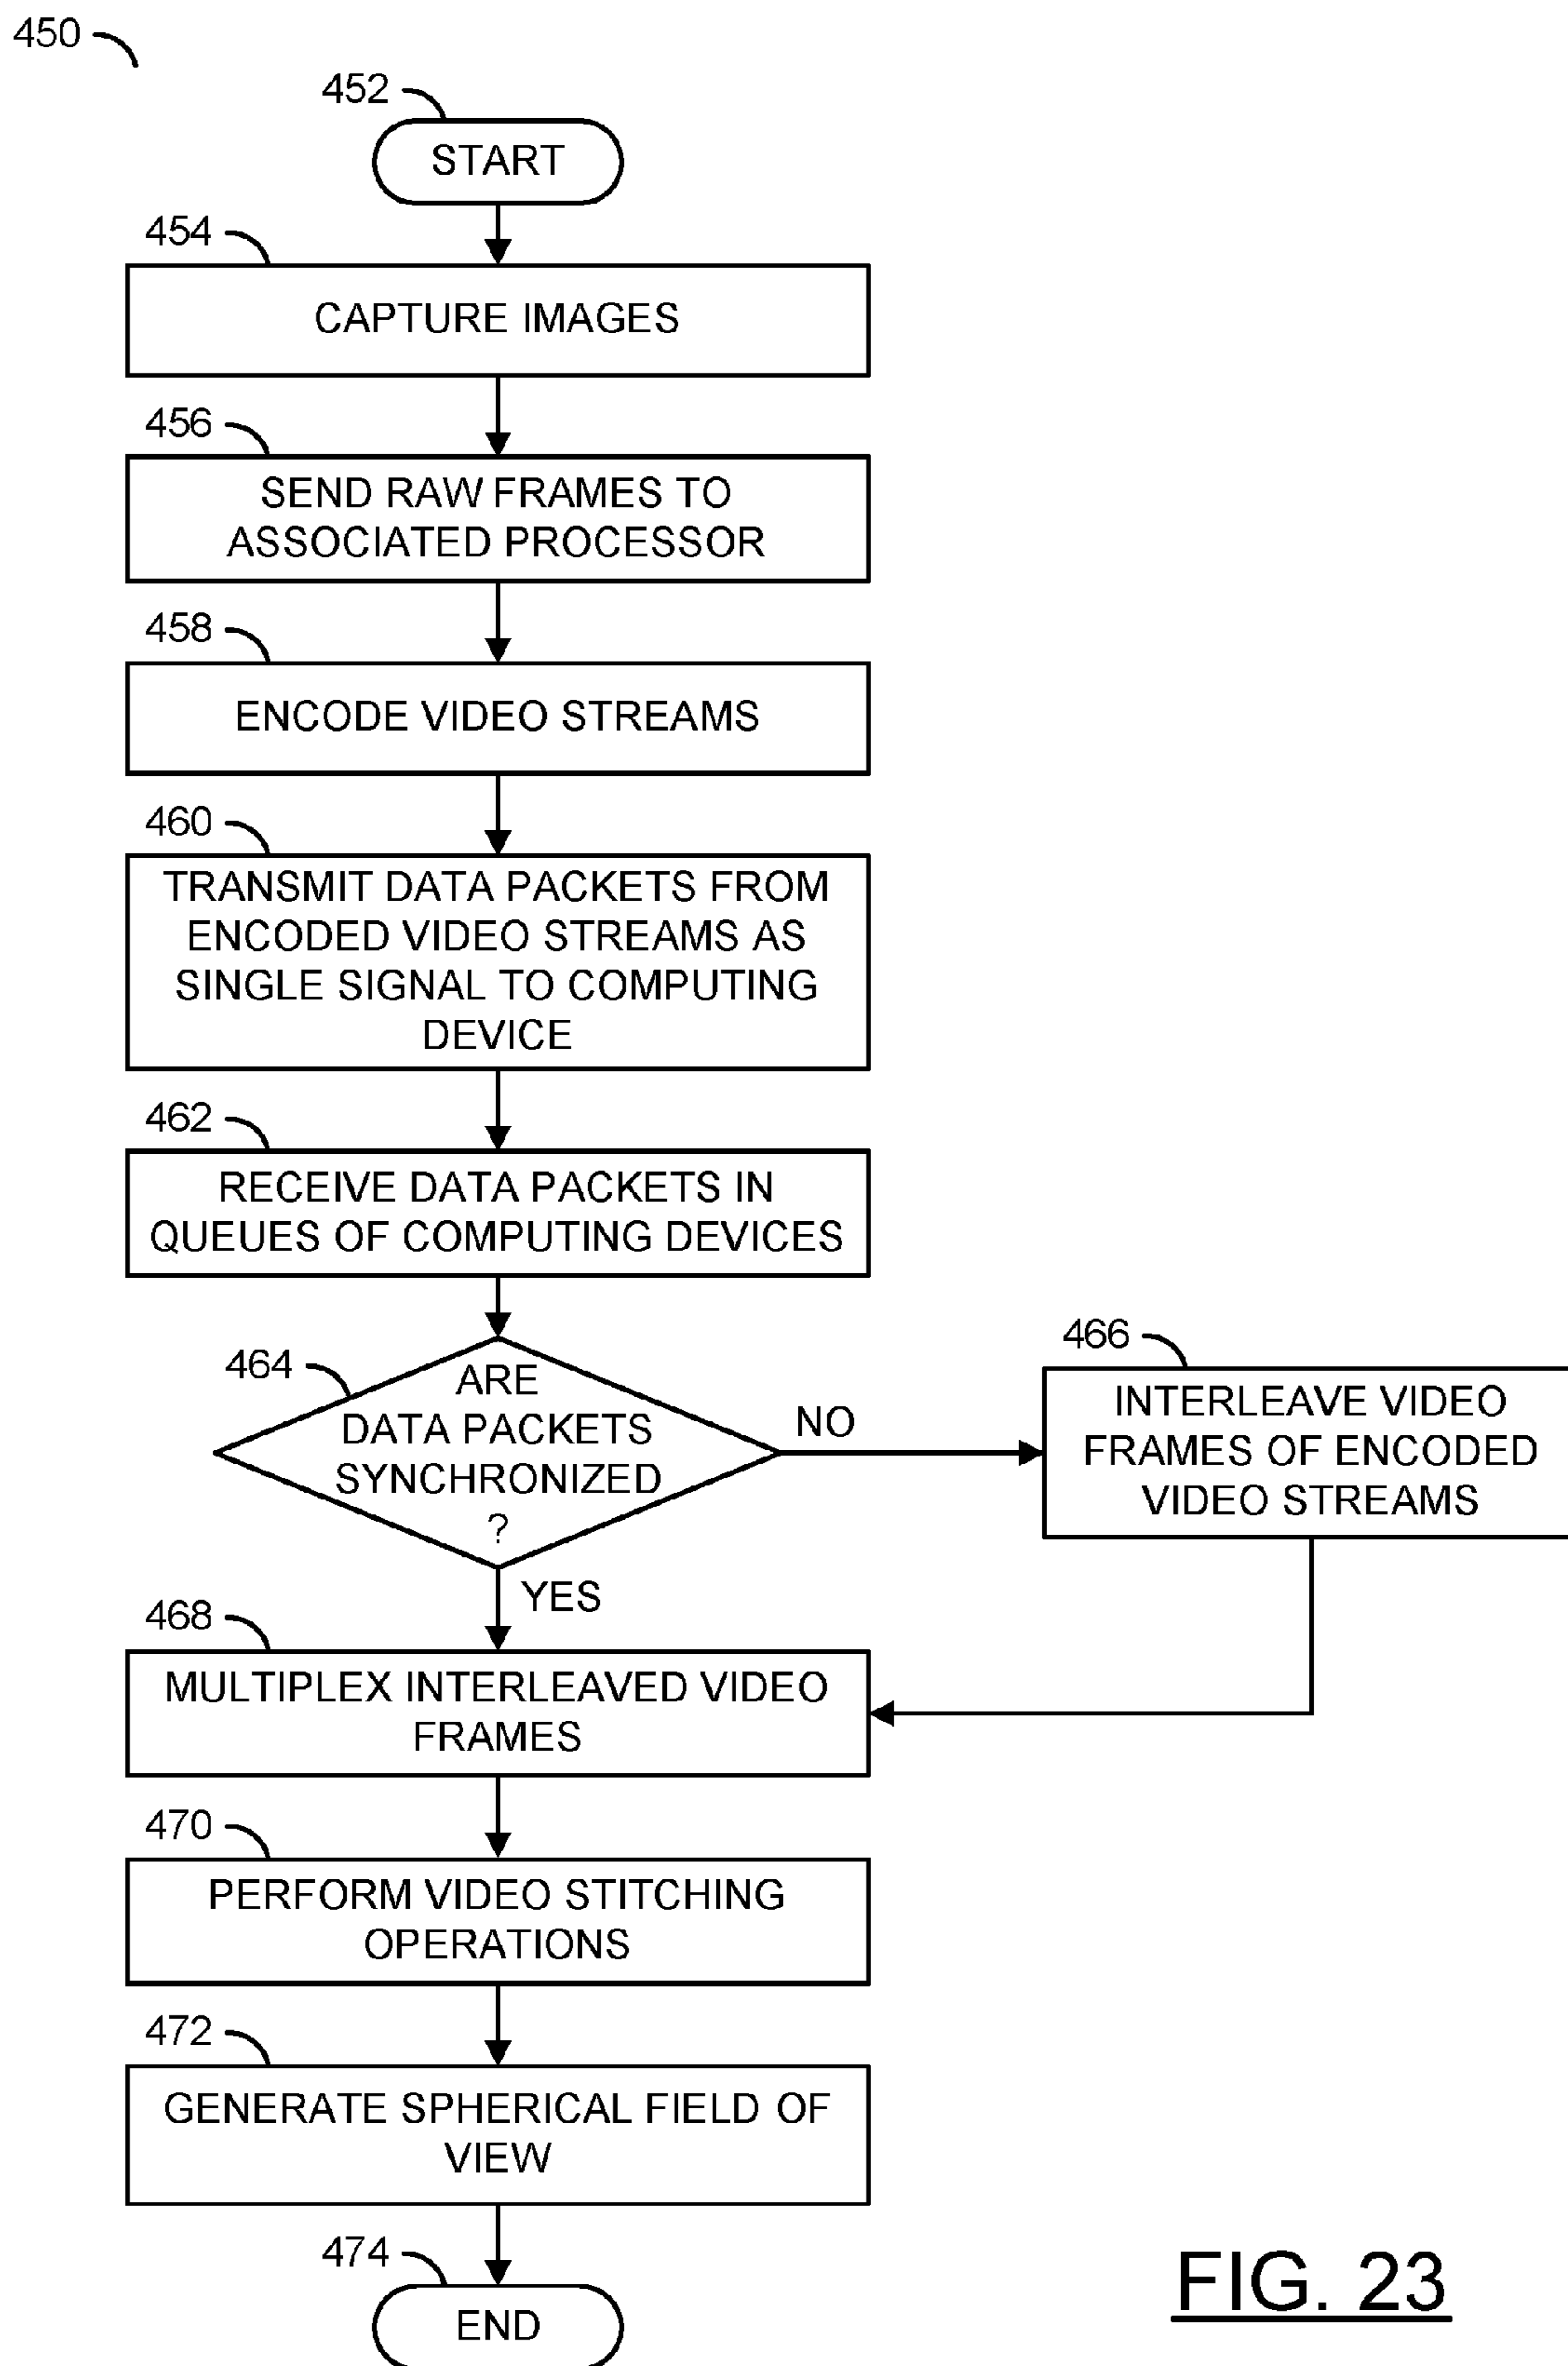 450
452
START
454
CAPTURE IMAGES
456
SEND RAW FRAMES TO
ASSOCIATED PROCESSOR
458
ENCODE VIDEO STREAMS
460
TRANSMIT DATA PACKETS FROM
ENCODED VIDEO STREAMS AS
SINGLE SIGNAL TO COMPUTING
DEVICE
462
RECEIVE DATA PACKETS IN
QUEUES OF COMPUTING DEVICES
464
ARE
DATA PACKETS
SYNCHRONIZED
?
NO
466
INTERLEAVE VIDEO
FRAMES OF ENCODED
VIDEO STREAMS
YES
468
MULTIPLEX INTERLEAVED VIDEO
FRAMES
470
PERFORM VIDEO STITCHING
OPERATIONS
472
GENERATE SPHERICAL FIELD OF
VIEW
474
END
FIG. 23